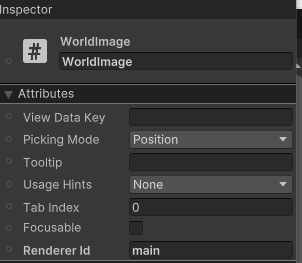 Inspector
#
WorldImage
WorldImage
Attributes
View Data Key
Picking Mode Position
Tooltip
Usage Hints None
Tab Index 0
Focusable
Renderer Id main